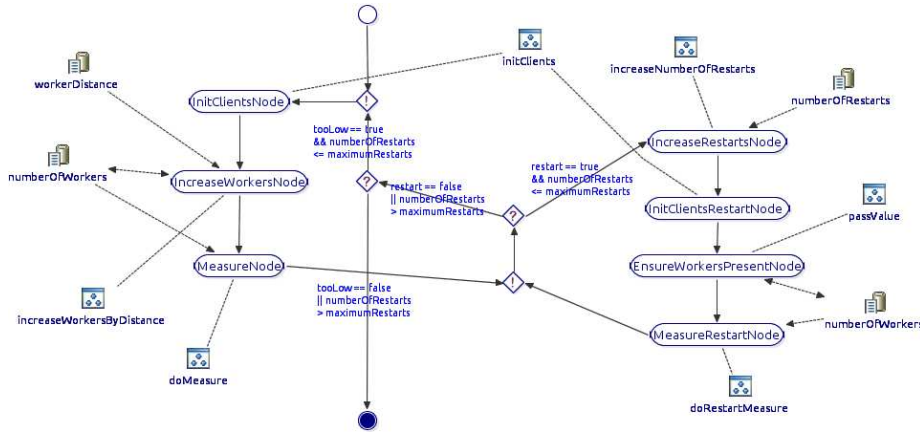 initClients
increaseNumberOfRestarts
workerDistance
InitClientsNode
!
numberOfRestarts
tooLow == true
&& numberOfRestarts
<= maximumRestarts
IncreaseRestartsNode
numberOfWorkers
IncreaseWorkersNode
?
restart == false
|| numberOfRestarts
> maximumRestarts
restart == true
&& numberOfRestarts
<= maximumRestarts
?
InitClientsRestartNode
passValue
MeasureNode
EnsureWorkersPresentNode
!
tooLow == false
|| numberOfRestarts
> maximumRestarts
increaseWorkersByDistance
numberOfWorkers
MeasureRestartNode
doMeasure
doRestartMeasure